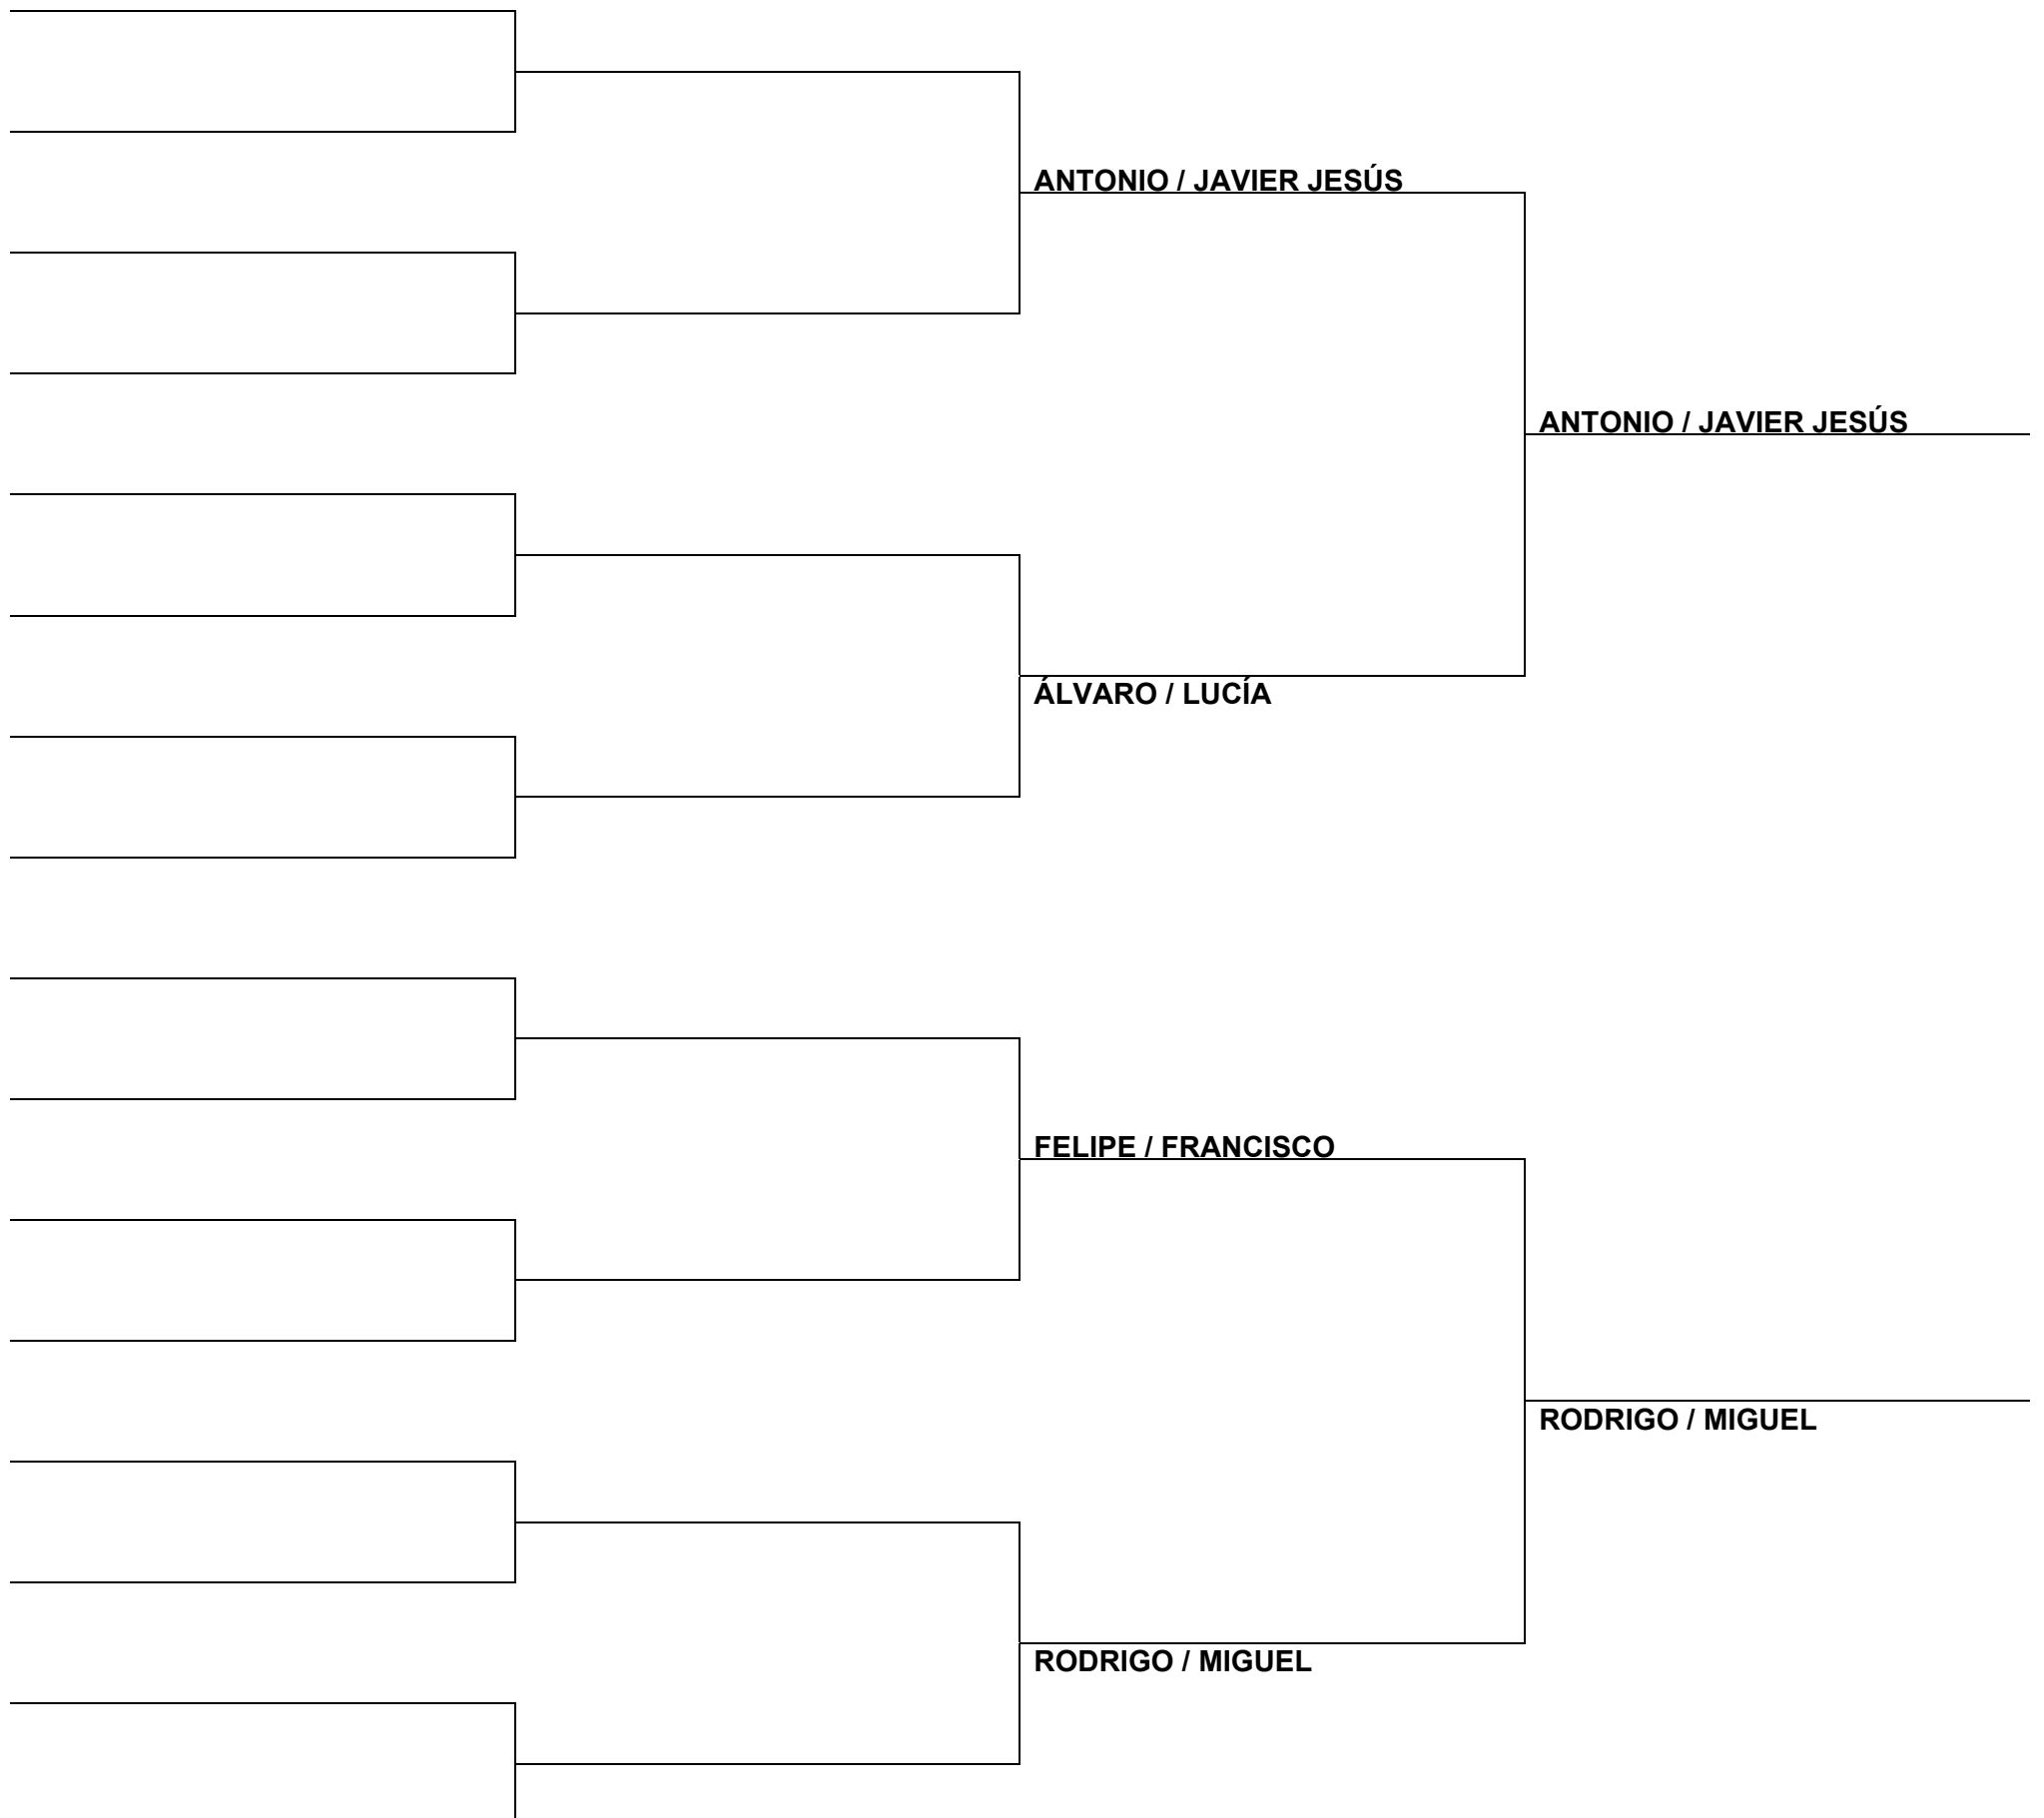 ANTONIO / JAVIER JESÚS
ANTONIO / JAVIER JESÚS
ÁLVARO / LUCÍA
FELIPE / FRANCISCO
RODRIGO / MIGUEL
RODRIGO / MIGUEL